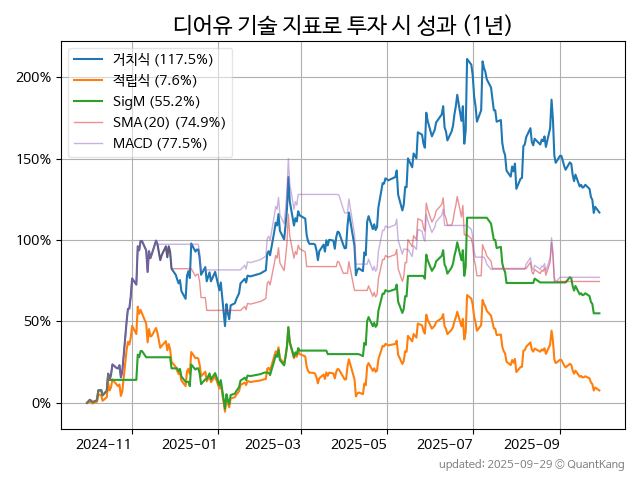 디어유 기술 지표로 투자 시 성과 (1년)
거치식 (117.5%)
적립식 (7.6%)
SigM (55.2%)
SMA(20) (74.9%)
MACD (77.5%)
200%
150%
100%
50%
0%
2024-11
2025-01
2025-03
2025-05
2025-07
2025-09
updated: 2025-09-29 © QuantKang